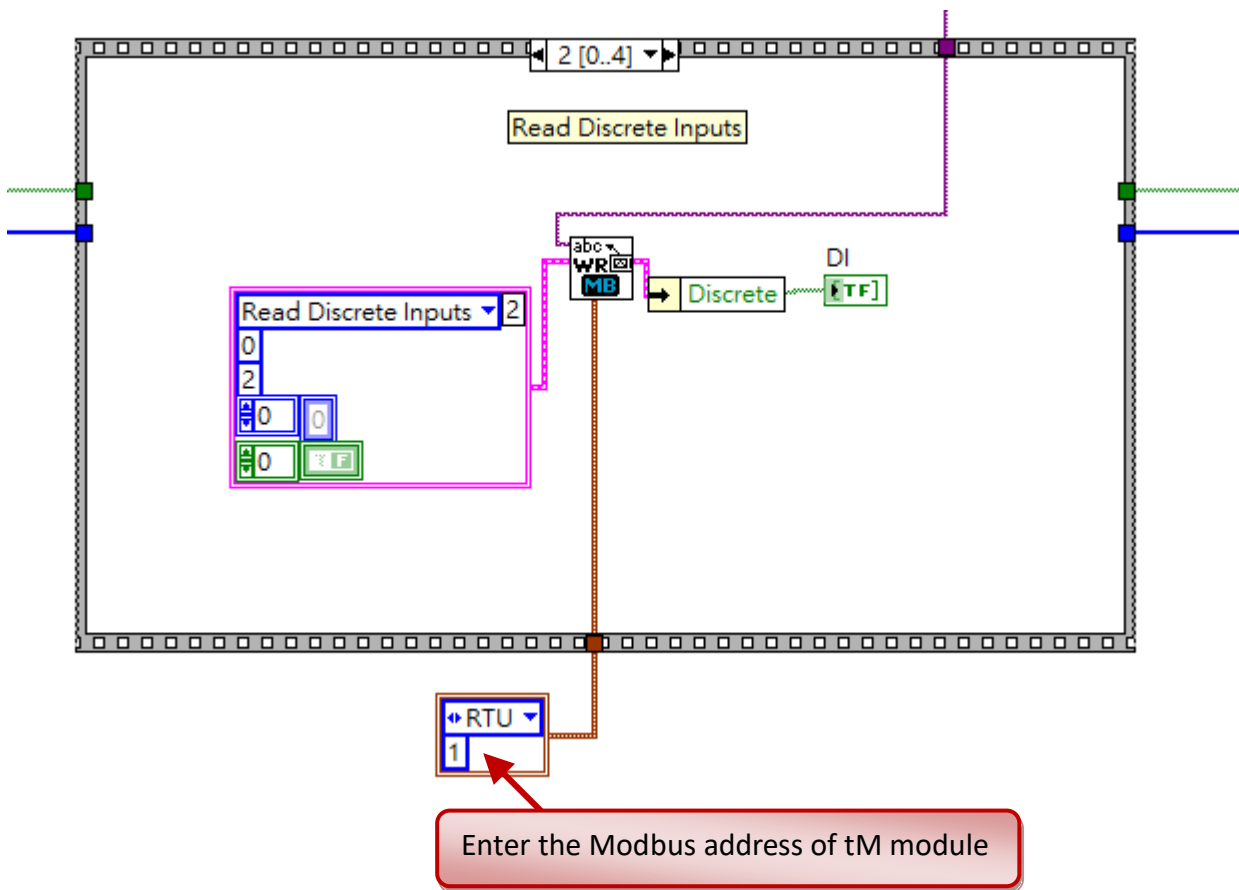 2 [0..4]
Read Discrete Inputs
abc
WR
MB
DI
Discrete
TF
Read Discrete Inputs 2
0
2
0 0
0 F
RTU
1
Enter the Modbus address of tM module